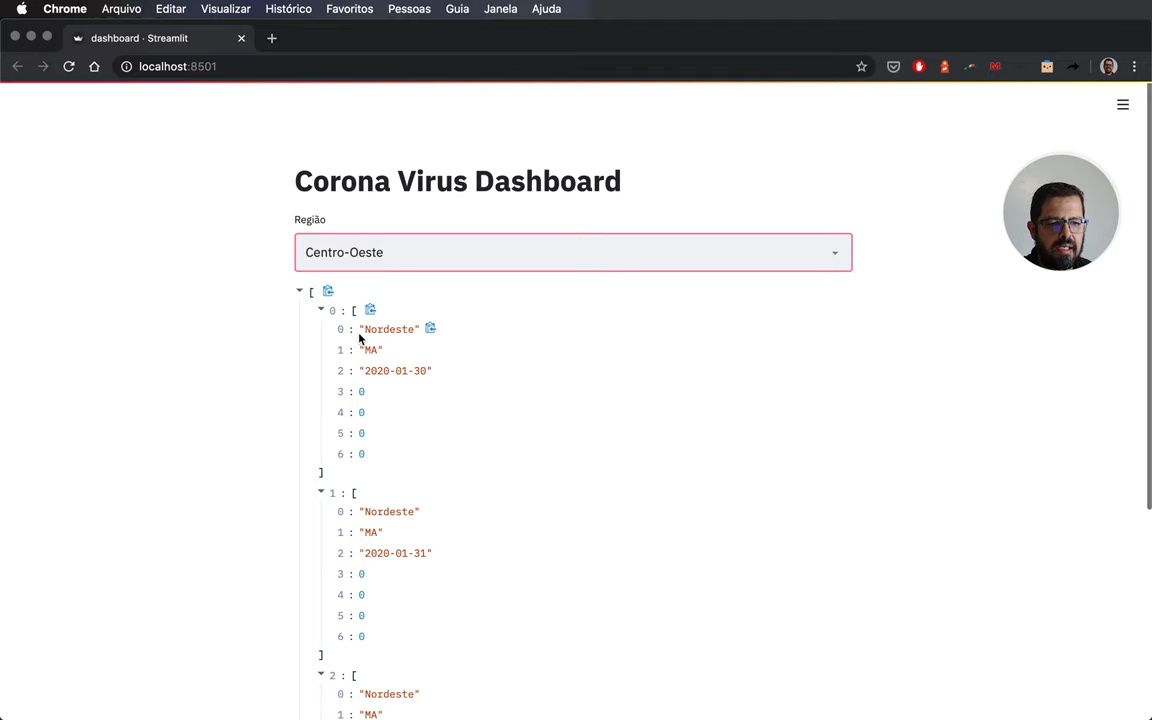 Chrome Arquivo Editar Visualizar Histórico Favoritos Pessoas Guia Janela Ajuda
dashboard · Streamlit
localhost:8501
Corona Virus Dashboard
Região
Centro-Oeste
[
0 : [
0 : "Nordeste"
1 : "MA"
2 : "2020-01-30"
3 : 0
4 : 0
5 : 0
6 : 0
]
1 : [
0 : "Nordeste"
1 : "MA"
2 : "2020-01-31"
3 : 0
4 : 0
5 : 0
6 : 0
]
2 : [
0 : "Nordeste"
1 : "MA"